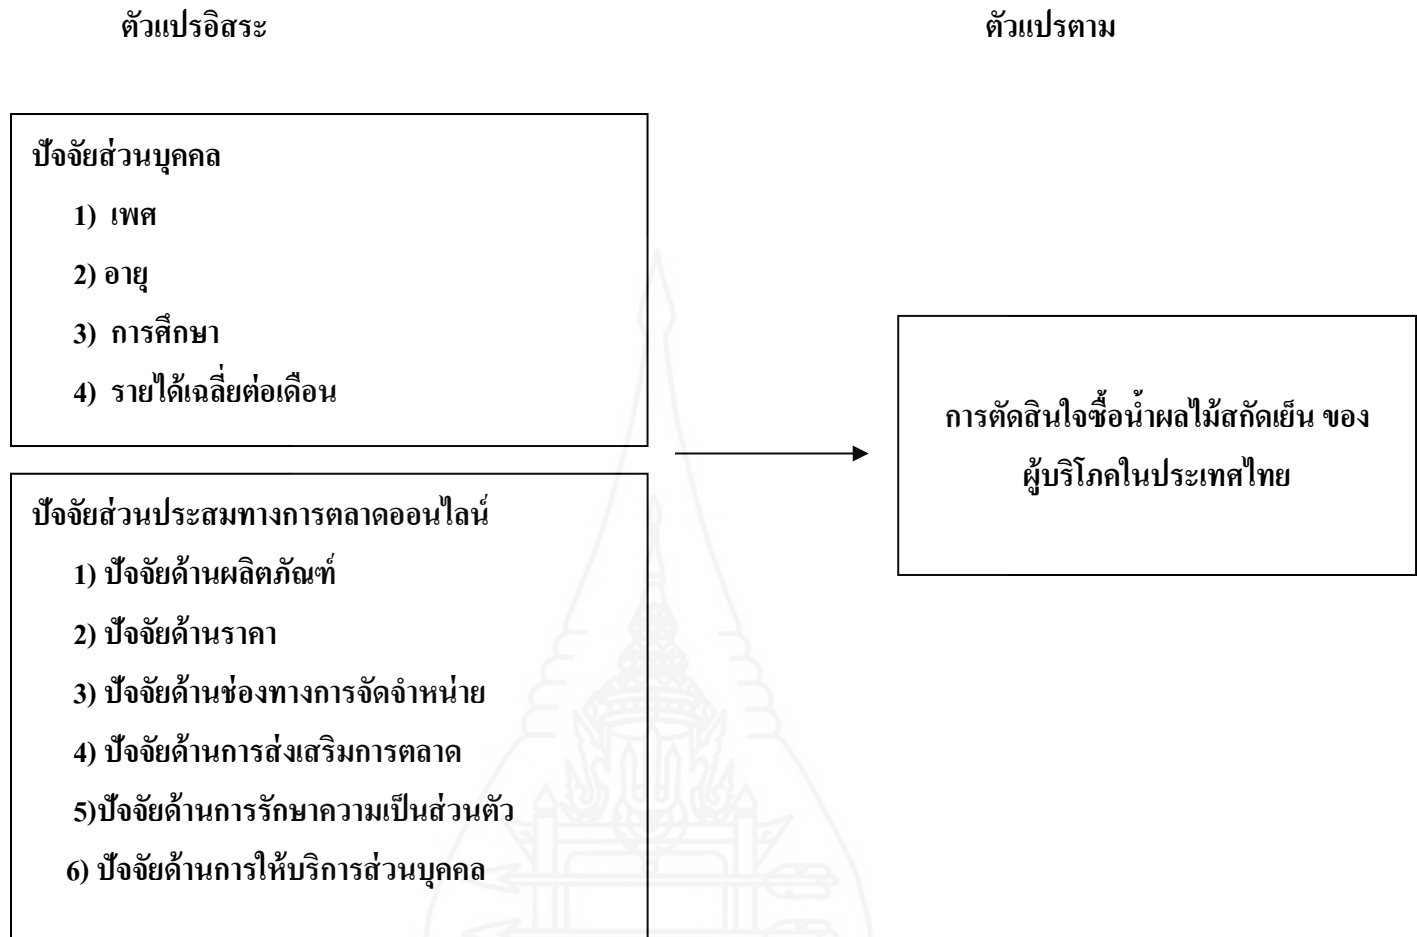 ตัวแปรอิสระ
ตัวแปรตาม
ปัจจัยส่วนบุคคล
1) เพศ
2) อายุ
3) การศึกษา
4) รายได้เฉลี่ยต่อเดือน
ปัจจัยส่วนประสมทางการตลาดออนไลน์
1) ปัจจัยด้านผลิตภัณฑ์
2) ปัจจัยด้านราคา
3) ปัจจัยด้านช่องทางการจัดจำหน่าย
4) ปัจจัยด้านการส่งเสริมการตลาด
5)ปัจจัยด้านการรักษาความเป็นส่วนตัว
6) ปัจจัยด้านการให้บริการส่วนบุคคล
การตัดสินใจซื้อน้ำผลไม้สกัดเย็น ของ
ผู้บริโภคในประเทศไทย